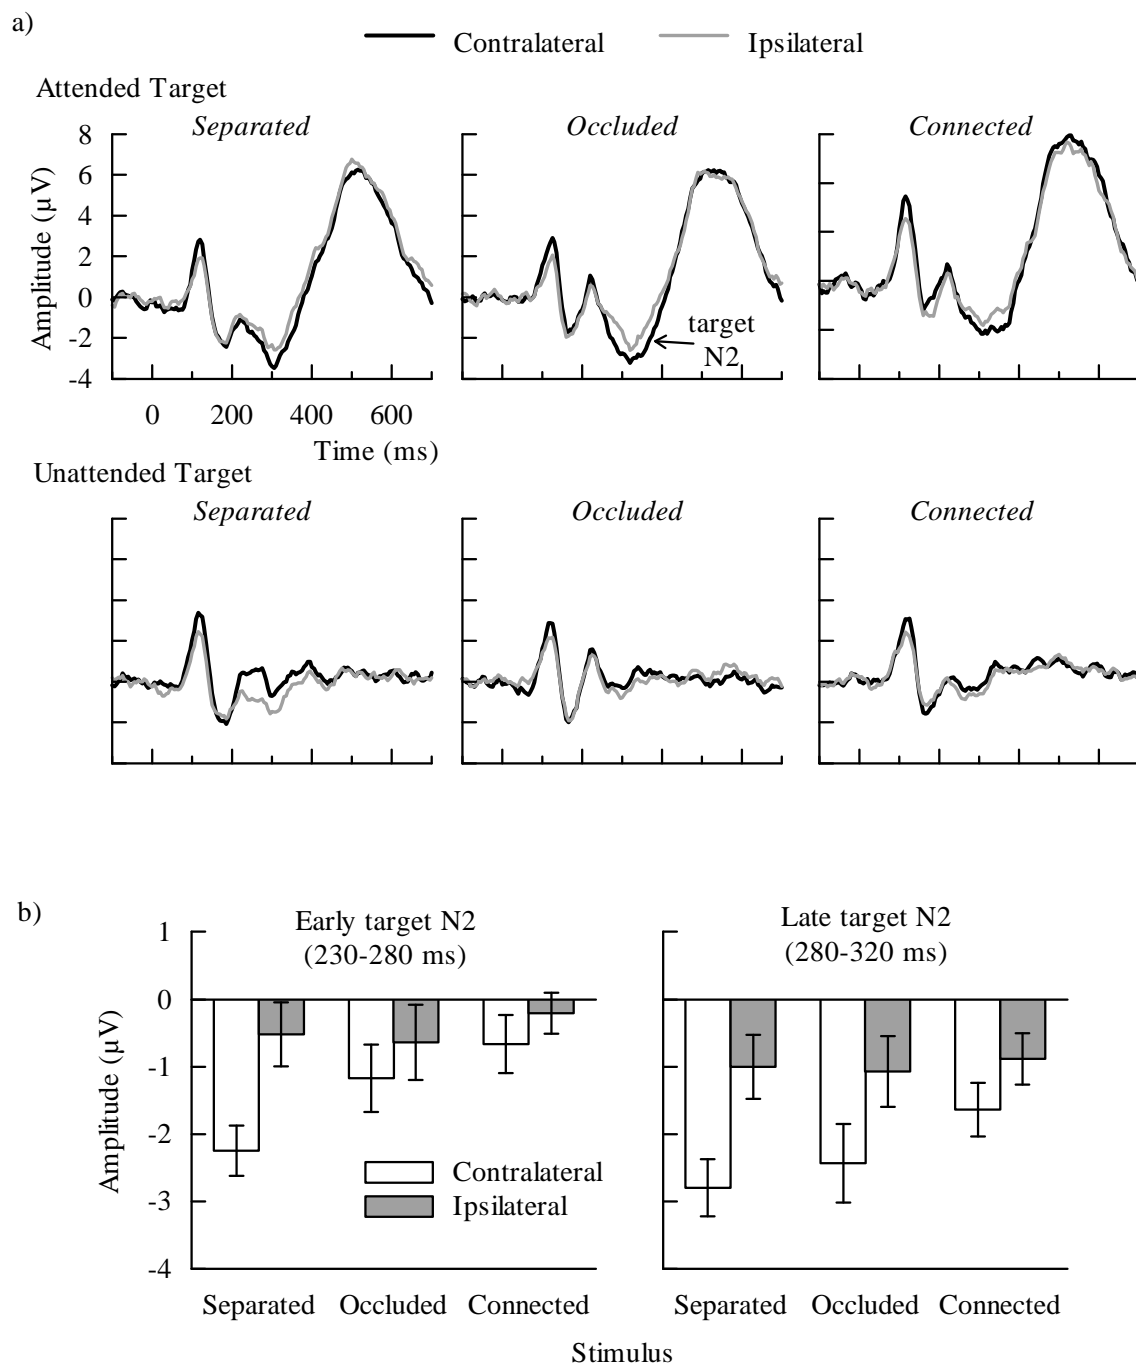 a)
Contralateral
Ipsilateral
Attended Target
Separated
Occluded
Connected
Amplitude (µV)
8
6
4
2
0
-2
-4
target
N2
0 200 400 600
Time (ms)
Unattended Target
Separated
Occluded
Connected
b)
Early target N2
(230-280 ms)
Late target N2
(280-320 ms)
Amplitude (µV)
1
0
-1
-2
-3
-4
Contralateral
Ipsilateral
Separated Occluded Connected
Separated Occluded Connected
Stimulus